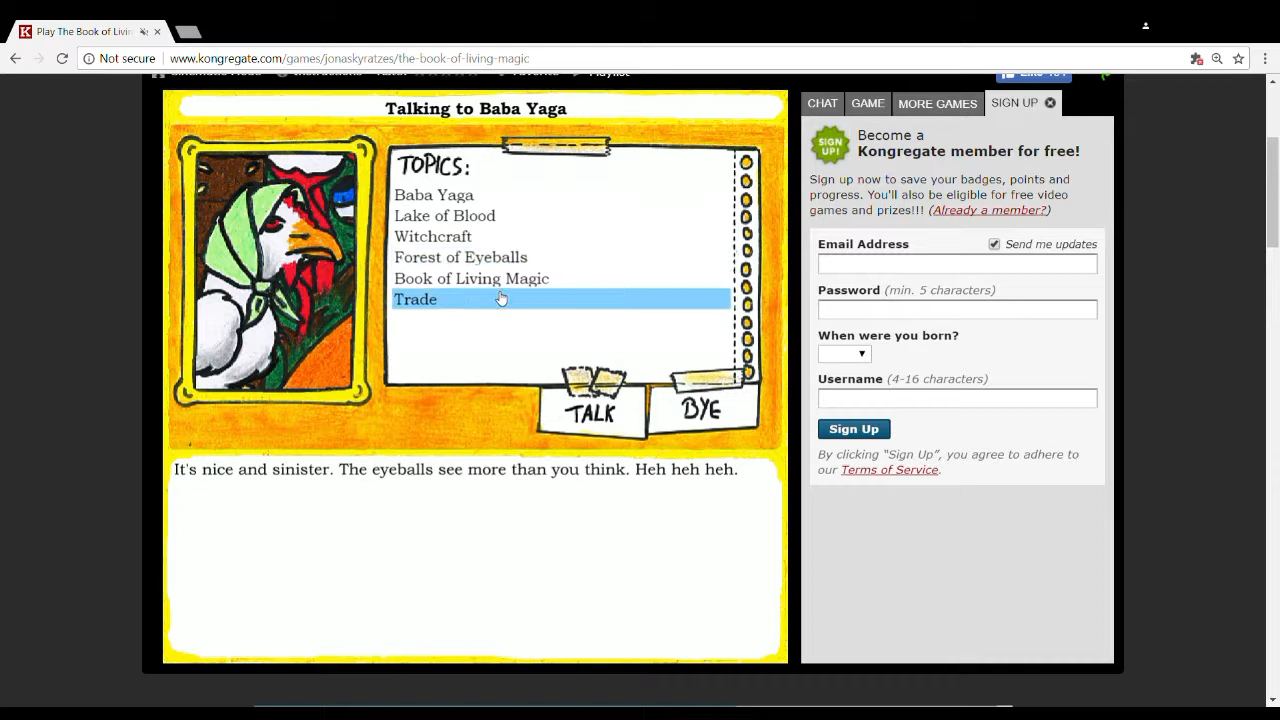 Play The Book of Livin
Not secure
www.kongregate.com/games/jonaskyratzes/the-book-of-living-magic
Playlist
Talking to Baba Yaga
TOPICS:
Baba Yaga
Lake of Blood
Witchcraft
Forest of Eyeballs
Book of Living Magic
Trade
TALK
BYE
It's nice and sinister. The eyeballs see more than you think. Heh heh heh.
CHAT
GAME
MORE GAMES
SIGN UP
SIGN UP!
Become a
Kongregate member for free!
Sign up now to save your badges, points and
progress. You'll also be eligible for free video
games and prizes!!! (Already a member?)
Email Address
Send me updates
Password (min. 5 characters)
When were you born?
Username (4-16 characters)
Sign Up
By clicking “Sign Up”, you agree to adhere to
our Terms of Service.